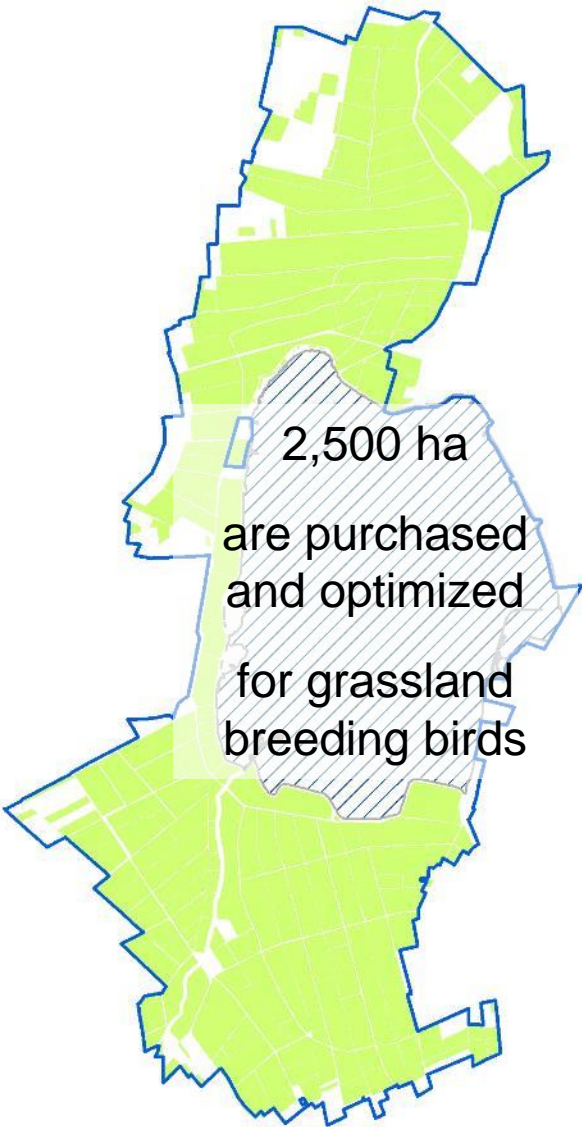 2,500 ha
are purchased
and optimized
for grassland
breeding birds